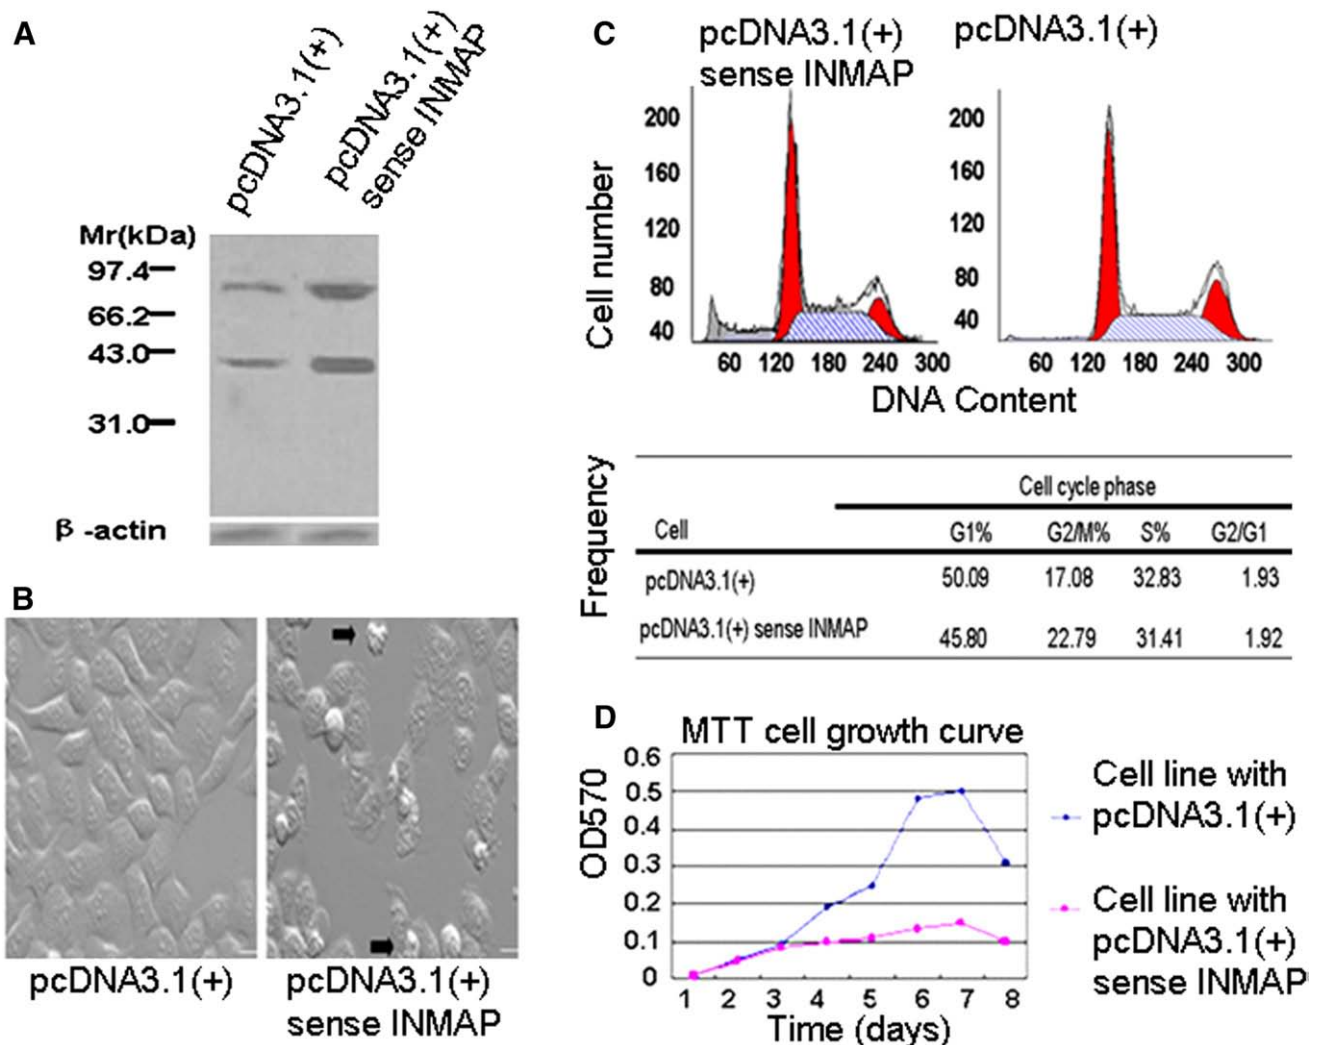 A
pcDNA3.1(+)
pcDNA3.1(+)
sense INMAP
Mr(kDa)
97.4
66.2
43.0
31.0
β -actin
B
pcDNA3.1(+)
pcDNA3.1(+)
sense INMAP
C
pcDNA3.1(+)
sense INMAP
pcDNA3.1(+)
Cell number
200
160
120
80
40
60 120 180 240 300
200
160
120
80
40
60 120 180 240 300
DNA Content
Frequency
Cell cycle phase
Cell G1% G2/M% S% G2/G1
pcDNA3.1(+) 50.09 17.08 32.83 1.93
pcDNA3.1(+) sense INMAP 45.80 22.79 31.41 1.92
D
MTT cell growth curve
OD570
0.6
0.5
0.4
0.3
0.2
0.1
0
1 2 3 4 5 6 7 8
Time (days)
Cell line with
pcDNA3.1(+)
Cell line with
pcDNA3.1(+)
sense INMAP